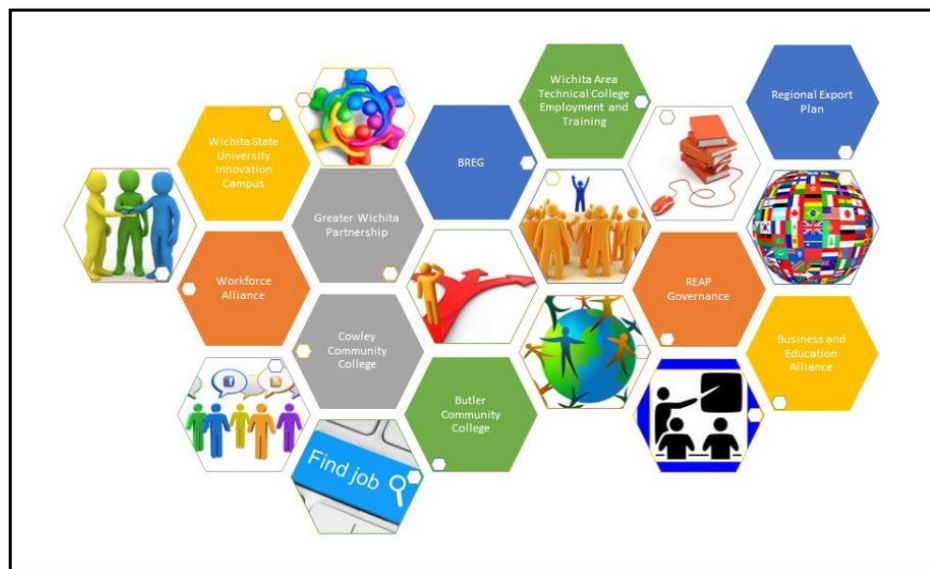 Wichita State
University
Innovation
Campus
Workforce
Alliance
Greater Wichita
Partnership
Cowley
Community
College
Find job
BREG
Butler
Community
College
Wichita Area
Technical College
Employment and
Training
REAP
Governance
Regional Export
Plan
Business and
Education
Alliance